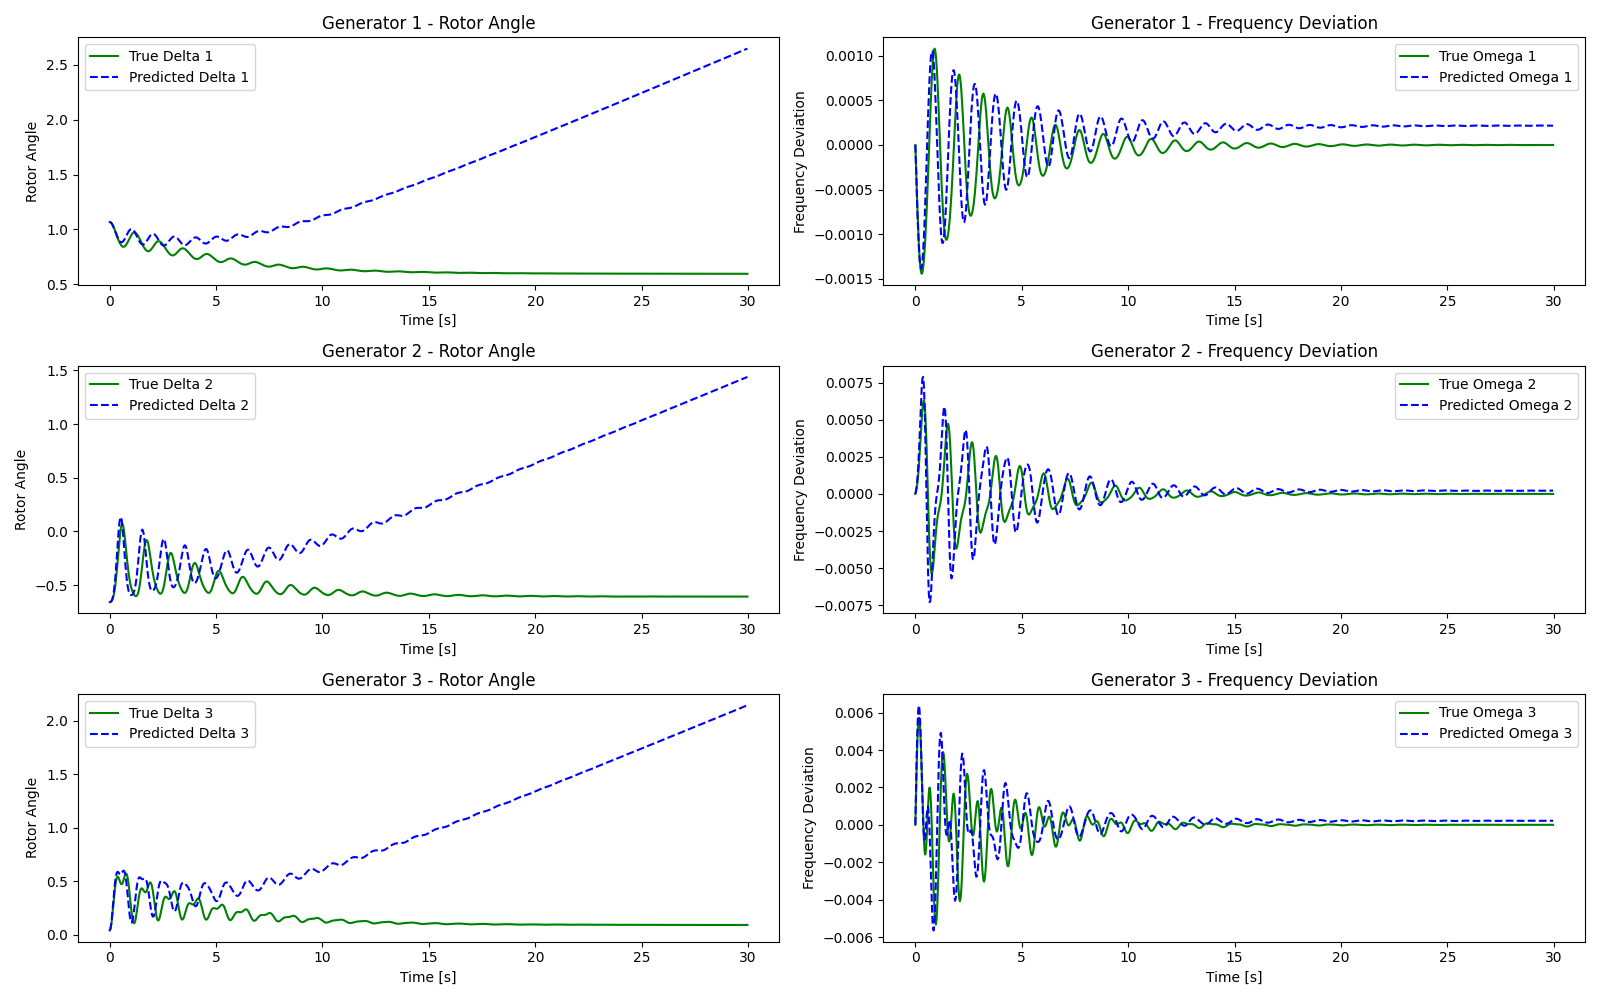 Generator 1 - Rotor Angle
True Delta 1
Predicted Delta 1
Rotor Angle
2.5
2.0
1.5
1.0
0.5
0 5 10 15 20 25 30
Time [s]
Generator 1 - Frequency Deviation
True Omega 1
Predicted Omega 1
Frequency Deviation
0.0010
0.0005
0.0000
−0.0005
−0.0010
−0.0015
0 5 10 15 20 25 30
Time [s]
Generator 2 - Rotor Angle
True Delta 2
Predicted Delta 2
Rotor Angle
1.5
1.0
0.5
0.0
−0.5
0 5 10 15 20 25 30
Time [s]
Generator 2 - Frequency Deviation
True Omega 2
Predicted Omega 2
Frequency Deviation
0.0075
0.0050
0.0025
0.0000
−0.0025
−0.0050
−0.0075
0 5 10 15 20 25 30
Time [s]
Generator 3 - Rotor Angle
True Delta 3
Predicted Delta 3
Rotor Angle
2.0
1.5
1.0
0.5
0.0
0 5 10 15 20 25 30
Time [s]
Generator 3 - Frequency Deviation
True Omega 3
Predicted Omega 3
Frequency Deviation
0.006
0.004
0.002
0.000
−0.002
−0.004
−0.006
0 5 10 15 20 25 30
Time [s]